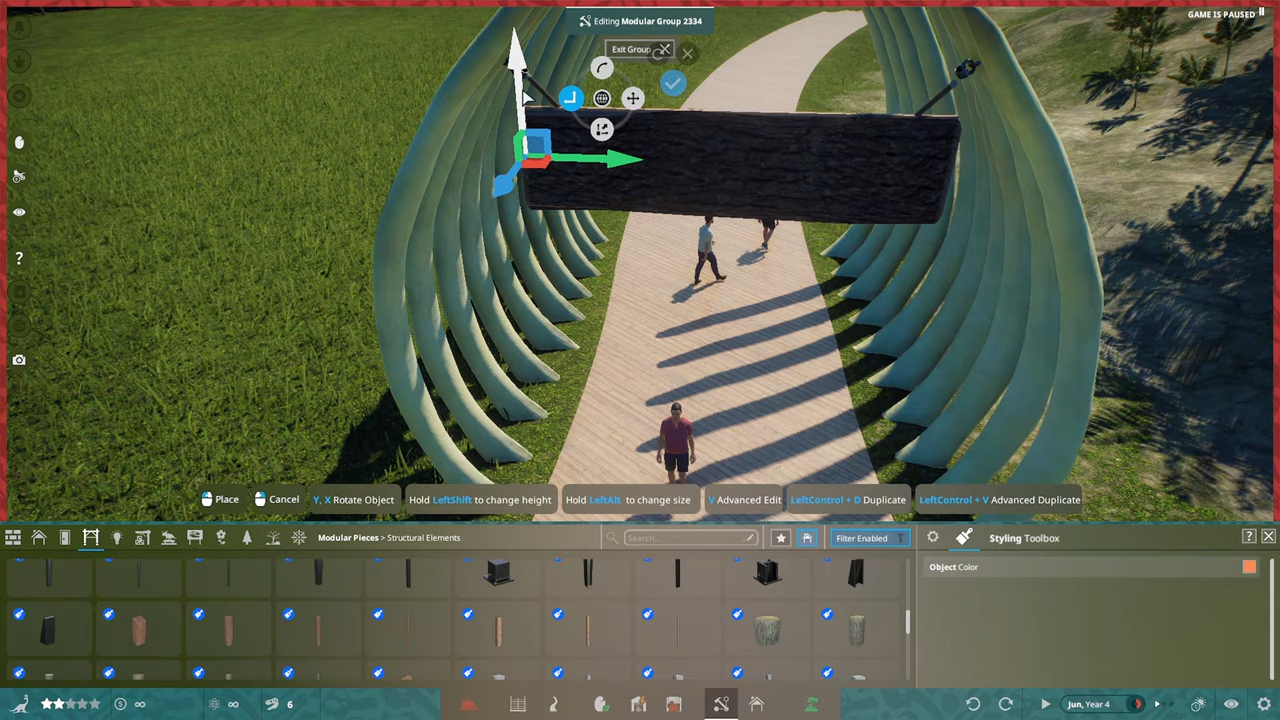 Editing Modular Group 2334
GAME IS PAUSED
Exit Group
Place
Cancel
Y, X Rotate Object
Hold LeftShift to change height
Hold LeftAlt to change size
V Advanced Edit
LeftControl + D Duplicate
LeftControl + V Advanced Duplicate
Modular Pieces > Structural Elements
Search...
Filter Enabled
Styling Toolbox
?
Object Color
6
Jun, Year 4